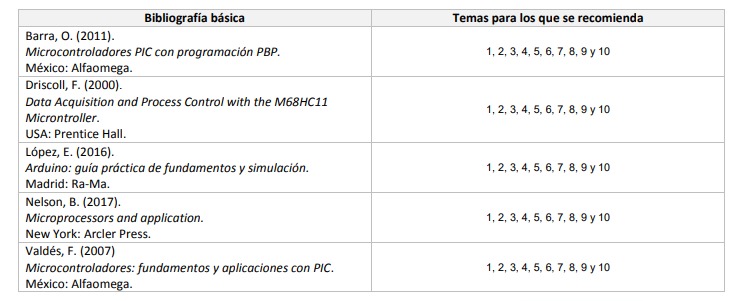 Bibliografía básica
Temas para los que se recomienda
Barra, O. (2011).
Microcontroladores PIC con programación PBP.
México: Alfaomega.
1, 2, 3, 4, 5, 6, 7, 8, 9 y 10
Driscoll, F. (2000).
Data Acquisition and Process Control with the M68HC11
Microntroller.
USA: Prentice Hall.
1, 2, 3, 4, 5, 6, 7, 8, 9 y 10
López, E. (2016).
Arduino: guía práctica de fundamentos y simulación.
Madrid: Ra-Ma.
1, 2, 3, 4, 5, 6, 7, 8, 9 y 10
Nelson, B. (2017).
Microprocessors and application.
New York: Arcler Press.
1, 2, 3, 4, 5, 6, 7, 8, 9 y 10
Valdés, F. (2007)
Microcontroladores: fundamentos y aplicaciones con PIC.
México: Alfaomega.
1, 2, 3, 4, 5, 6, 7, 8, 9 y 10